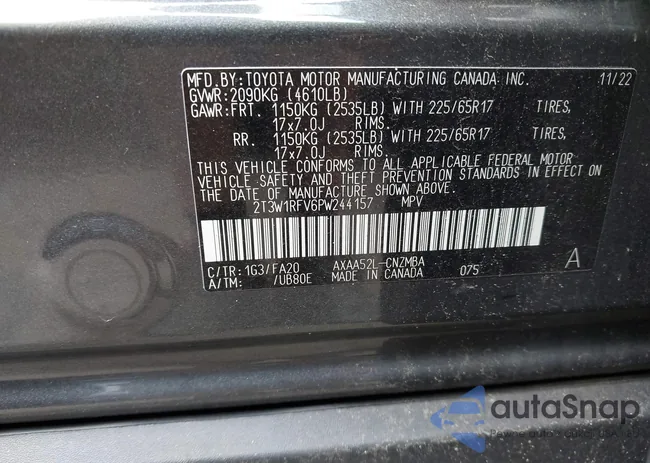 MFD.BY:TOYOTA MOTOR MANUFACTURING CANADA INC. 11/22
GVWR:2090KG (4610LB)
GAWR:FRT. 1150KG (2535LB) WITH 225/65R17 TIRES,
17x7.0J RIMS.
RR. 1150KG (2535LB) WITH 225/65R17 TIRES,
17x7.0J RIMS.
THIS VEHICLE CONFORMS TO ALL APPLICABLE FEDERAL MOTOR
VEHICLE SAFETY AND THEFT PREVENTION STANDARDS IN EFFECT ON
THE DATE OF MANUFACTURE SHOWN ABOVE.
2T3W1RFV6PW244157 MPV
C/TR: 1G3/FA20 AXAA52L-CNZMBA 075 A
A/TM: /UB80E MADE IN CANADA
autoSnap